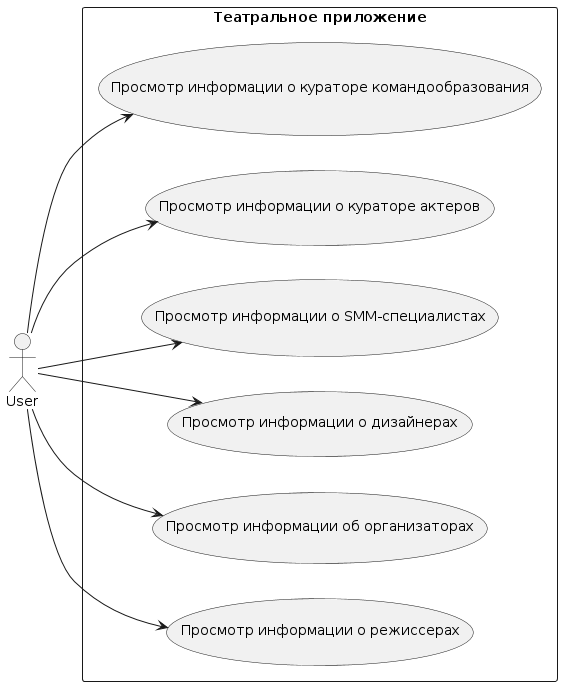 Театральное приложение
Просмотр информации о кураторе командообразования
Просмотр информации о кураторе актеров
Просмотр информации о SMM-специалистах
User
Просмотр информации о дизайнерах
Просмотр информации об организаторах
Просмотр информации о режиссерах